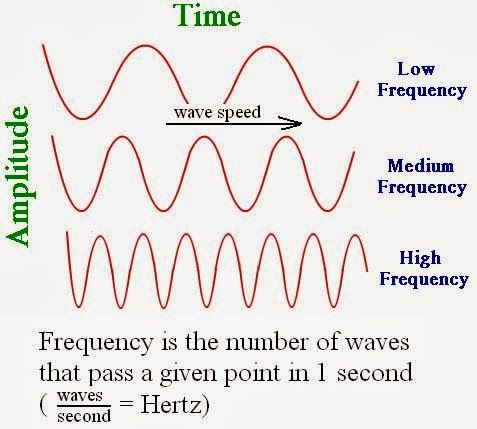 Time
Amplitude
Low
Frequency
wave speed
Medium
Frequency
High
Frequency
Frequency is the number of waves
that pass a given point in 1 second
( waves/second = Hertz)